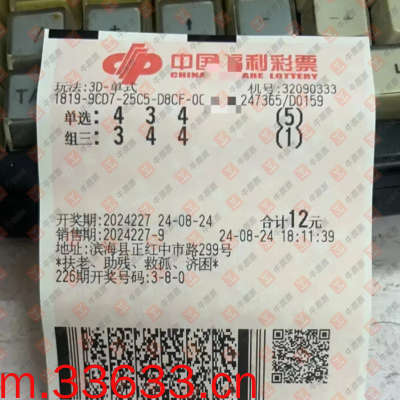 中国福利彩票
CHINA ARE LOTTERY
玩法:3D-单式 机号:32090333
1819-9CD7-25C5-D8CF-0C 247365/D0159
单选: 4 3 4 (5)
组三: 3 4 4 (1)
开奖期:2024227 24-08-24 合计12元
销售期:2024227-9 24-08-24 18:11:39
地址:滨海县正红中市路299号
*扶老、助残、救孤、济困*
226期开奖号码:3-8-0
m.33633.cn